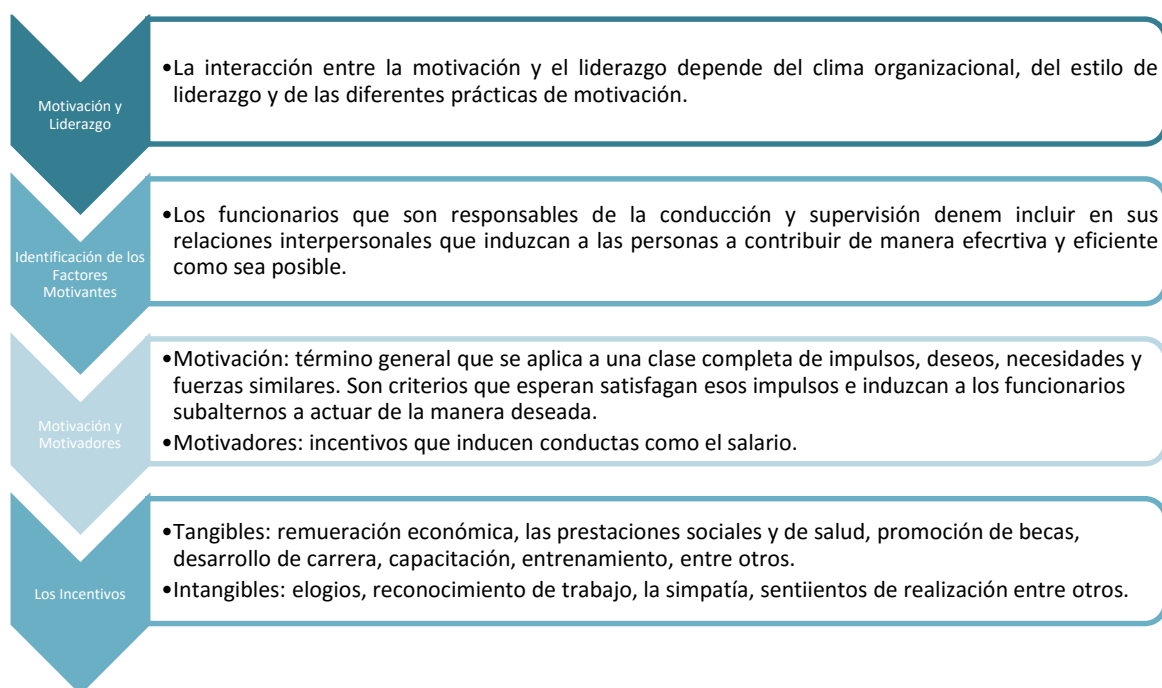 Motivación y
Liderazgo
•La interacción entre la motivación y el liderazgo depende del clima organizacional, del estilo de
liderazgo y de las diferentes prácticas de motivación.
Identificación de los
Factores
Motivantes
•Los funcionarios que son responsables de la conducción y supervisión denem incluir en sus
relaciones interpersonales que induzcan a las personas a contribuir de manera efecrtiva y eficiente
como sea posible.
Motivación y
Motivadores
•Motivación: término general que se aplica a una clase completa de impulsos, deseos, necesidades y
fuerzas similares. Son criterios que esperan satisfagan esos impulsos e induzcan a los funcionarios
subalternos a actuar de la manera deseada.
•Motivadores: incentivos que inducen conductas como el salario.
Los Incentivos
•Tangibles: remueración económica, las prestaciones sociales y de salud, promoción de becas,
desarrollo de carrera, capacitación, entrenamiento, entre otros.
•Intangibles: elogios, reconocimiento de trabajo, la simpatía, sentiientos de realización entre otros.